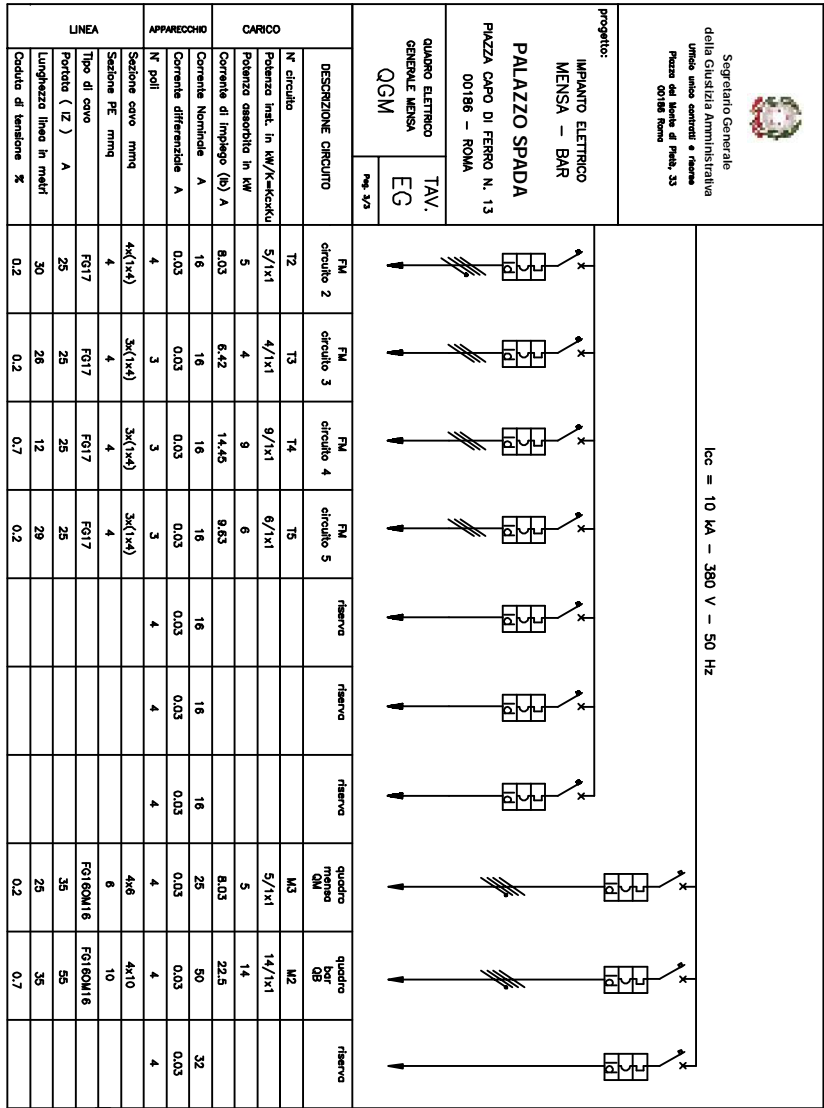 Segretario Generale
della Giustizia Amministrativa
Ufficio unico contratti e risorse
Piazza del Monte di Pietà, 33
00186 Roma
progetto:
IMPIANTO ELETTRICO
MENSA – BAR
PALAZZO SPADA
PIAZZA CAPO DI FERRO N. 13
00186 – ROMA
QUADRO ELETTRICO
GENERALE MENSA
QGM
TAV.
EG
Pag. 3/3
Icc = 10 kA – 380 V – 50 Hz
Id Id Id Id Id Id Id Id Id Id
DESCRIZIONE CIRCUITO FM circuito 2 FM circuito 3 FM circuito 4 FM circuito 5 riserva riserva riserva quadro mensa QM quadro bar QB riserva
CARICO
N° circuito T2 T3 T4 T5 M3 M2
Potenza inst. in kW/K=KcxKu 5/1x1 4/1x1 9/1x1 6/1x1 5/1x1 14/1x1
Potenza assorbita in kW 5 4 9 6 5 14
Corrente di impiego (Ib) A 8.03 6.42 14.45 9.63 8.03 22.5
APPARECCHIO
Corrente Nominale A 16 16 16 16 16 16 16 25 50 32
Corrente differenziale A 0.03 0.03 0.03 0.03 0.03 0.03 0.03 0.03 0.03 0.03
N° poli 4 3 3 3 4 4 4 4 4 4
LINEA
Sezione cavo mmq 4x(1x4) 3x(1x4) 3x(1x4) 3x(1x4) 4x6 4x10
Sezione PE mmq 4 4 4 4 6 10
Tipo di cavo FG17 FG17 FG17 FG17 FG16OM16 FG16OM16
Portata ( IZ ) A 25 25 25 25 35 55
Lunghezza linea in metri 30 26 12 29 25 35
Caduta di tensione % 0.2 0.2 0.7 0.2 0.2 0.7